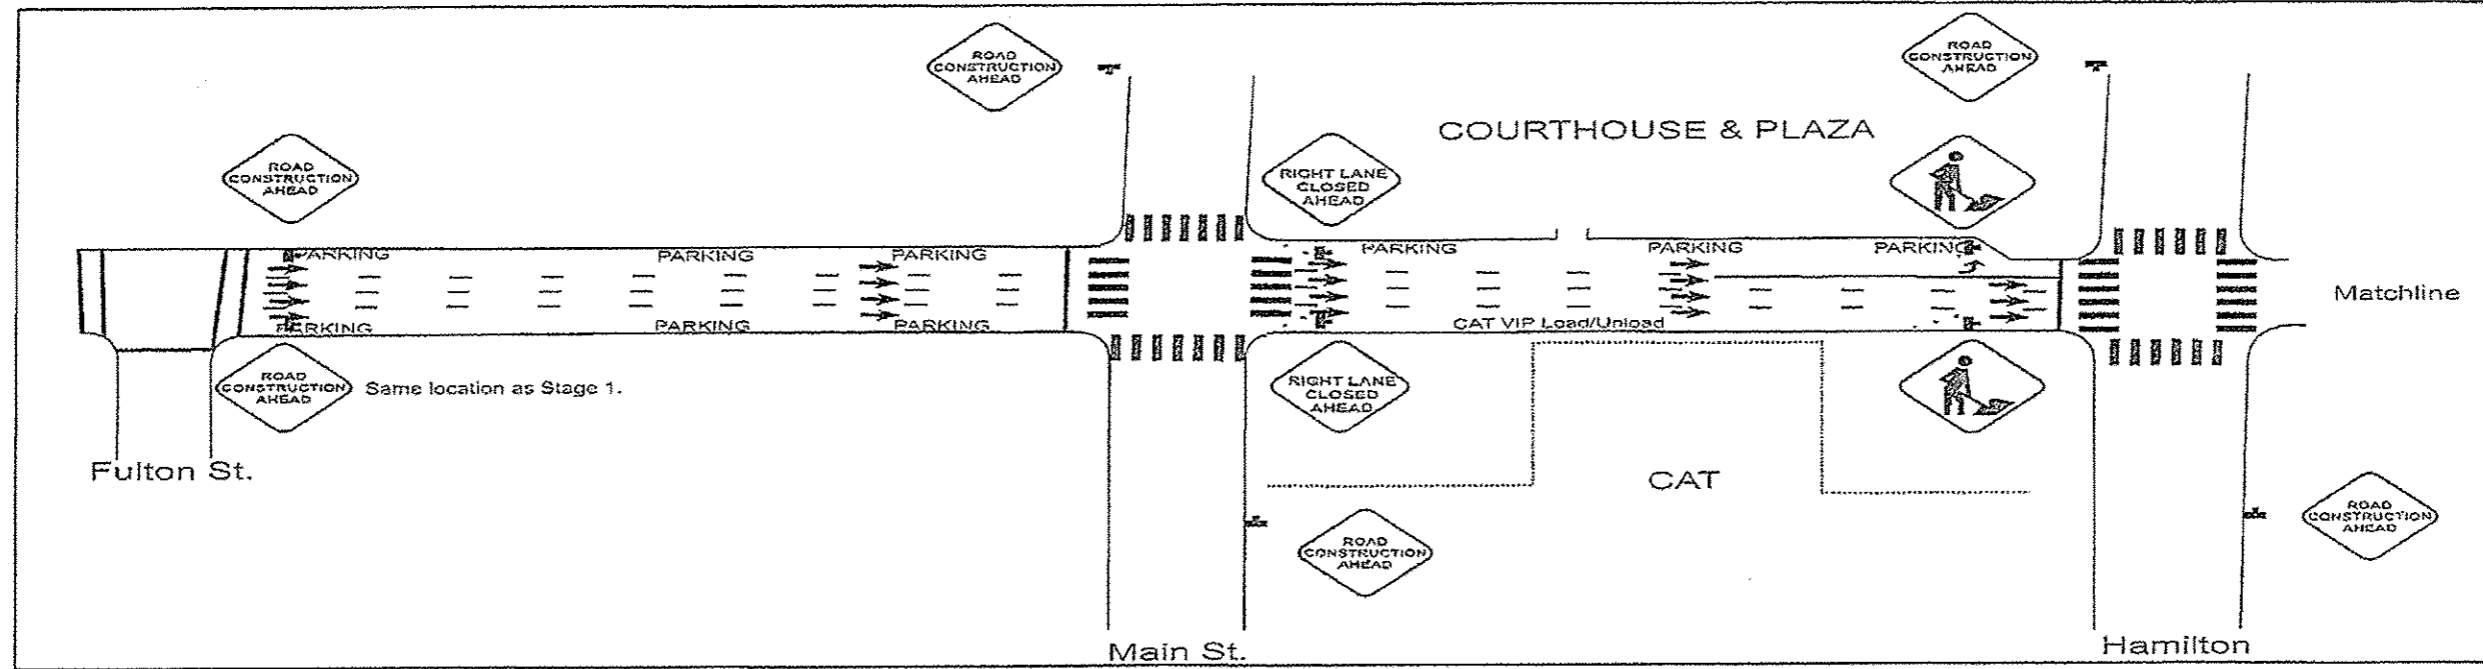 ROAD
CONSTRUCTION
AHEAD
ROAD
CONSTRUCTION
AHEAD
COURTHOUSE & PLAZA
ROAD
CONSTRUCTION
AHEAD
RIGHT LANE
CLOSED
AHEAD
PARKING
PARKING
PARKING
PARKING
PARKING
PARKING
Matchline
PARKING
PARKING
PARKING
CAT VIP Load/Unload
ROAD
CONSTRUCTION
AHEAD
Same location as Stage 1.
RIGHT LANE
CLOSED
AHEAD
Fulton St.
CAT
ROAD
CONSTRUCTION
AHEAD
ROAD
CONSTRUCTION
AHEAD
Main St.
Hamilton